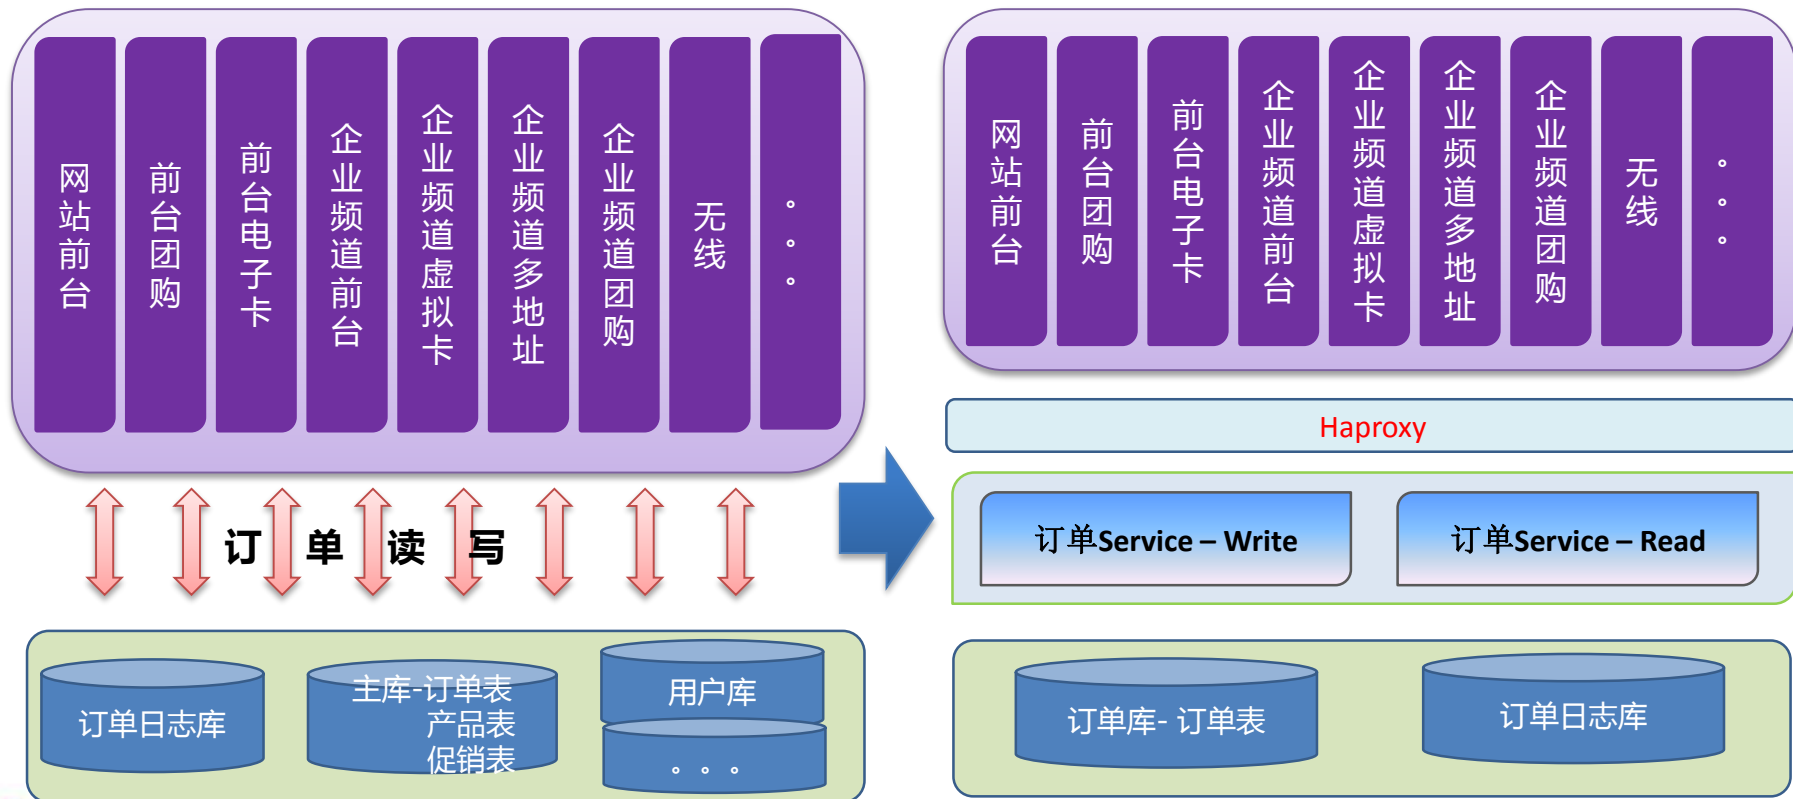 网站前台
前台团购
前台电子卡
企业频道前台
企业频道虚拟卡
企业频道多地址
企业频道团购
无线
。。。
订单读写
订单日志库
主库-订单表
产品表
促销表
用户库
。。。
网站前台
前台团购
前台电子卡
企业频道前台
企业频道虚拟卡
企业频道多地址
企业频道团购
无线
。。。
Haproxy
订单Service – Write
订单Service – Read
订单库- 订单表
订单日志库